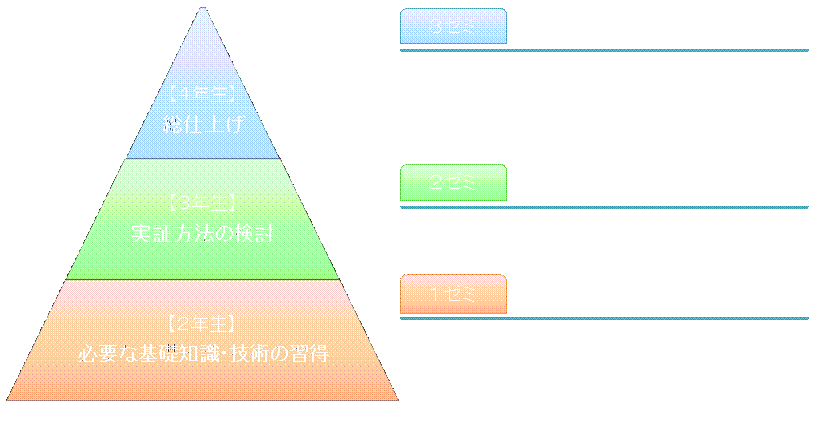 【4年生】
総仕上げ
【3年生】
実証方法の検討
【2年生】
必要な基礎知識・技術の習得
3ゼミ
2ゼミ
1ゼミ